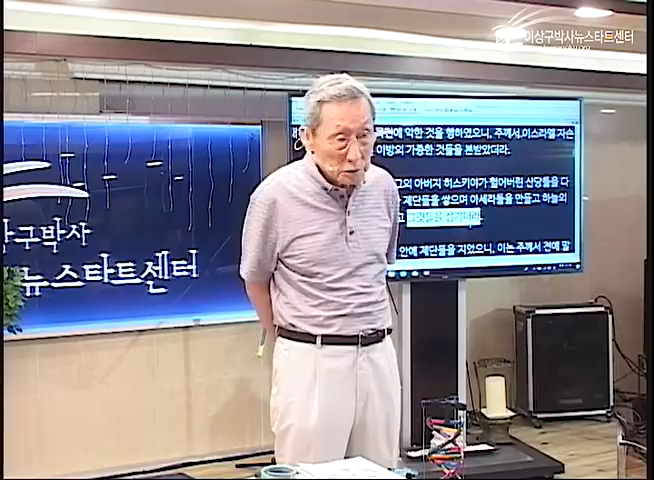 이상구박사뉴스타트센터
목전에 악한 것을 행하였으니, 주께서 이스라엘 자손
이방의 가증한 것들을 본받았더라.
그의 아버지 히스키야가 헐어버린 산당들을 다
제단들을 쌓으며 아세라들을 만들고 하늘의
고 그것들을 섬기더라.
안에 제단들을 지었으니, 이는 주께서 전에 말
상구박사
뉴스타트센터